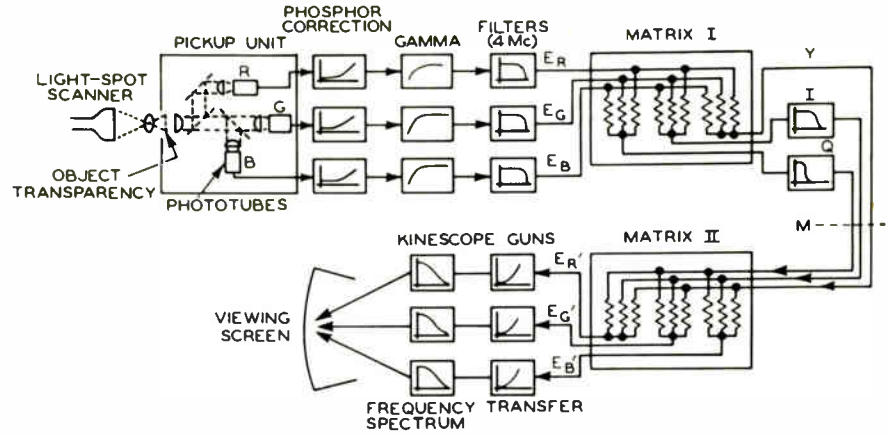 PHOSPHOR
CORRECTION
PICKUP UNIT
GAMMA
FILTERS
(4 Mc)
MATRIX I
Y
LIGHT-SPOT
SCANNER
R
G
B
E_R
E_G
E_B
I
Q
OBJECT
TRANSPARENCY
PHOTOTUBES
M
KINESCOPE GUNS
MATRIX II
E_R'
E_G'
E_B'
VIEWING
SCREEN
FREQUENCY TRANSFER
SPECTRUM